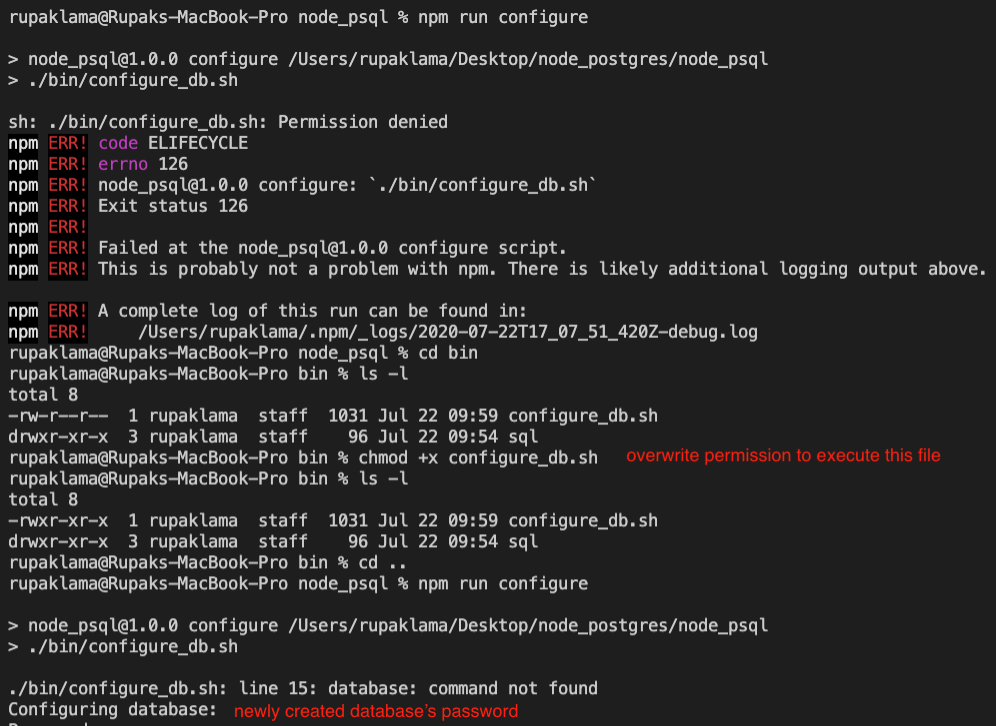 rupaklama@Rupaks-MacBook-Pro node_psql % npm run configure
> node_psql@1.0.0 configure /Users/rupaklama/Desktop/node_postgres/node_psql
> ./bin/configure_db.sh
sh: ./bin/configure_db.sh: Permission denied
npm ERR! code ELIFECYCLE
npm ERR! errno 126
npm ERR! node_psql@1.0.0 configure: `./bin/configure_db.sh`
npm ERR! Exit status 126
npm ERR!
npm ERR! Failed at the node_psql@1.0.0 configure script.
npm ERR! This is probably not a problem with npm. There is likely additional logging output above.
npm ERR! A complete log of this run can be found in:
npm ERR!     /Users/rupaklama/.npm/_logs/2020-07-22T17_07_51_420Z-debug.log
rupaklama@Rupaks-MacBook-Pro node_psql % cd bin
rupaklama@Rupaks-MacBook-Pro bin % ls -l
total 8
-rw-r--r--  1 rupaklama  staff  1031 Jul 22 09:59 configure_db.sh
drwxr-xr-x  3 rupaklama  staff    96 Jul 22 09:54 sql
rupaklama@Rupaks-MacBook-Pro bin % chmod +x configure_db.sh overwrite permission to execute this file
rupaklama@Rupaks-MacBook-Pro bin % ls -l
total 8
-rwxr-xr-x  1 rupaklama  staff  1031 Jul 22 09:59 configure_db.sh
drwxr-xr-x  3 rupaklama  staff    96 Jul 22 09:54 sql
rupaklama@Rupaks-MacBook-Pro bin % cd ..
rupaklama@Rupaks-MacBook-Pro node_psql % npm run configure
> node_psql@1.0.0 configure /Users/rupaklama/Desktop/node_postgres/node_psql
> ./bin/configure_db.sh
./bin/configure_db.sh: line 15: database: command not found
Configuring database: newly created database's password